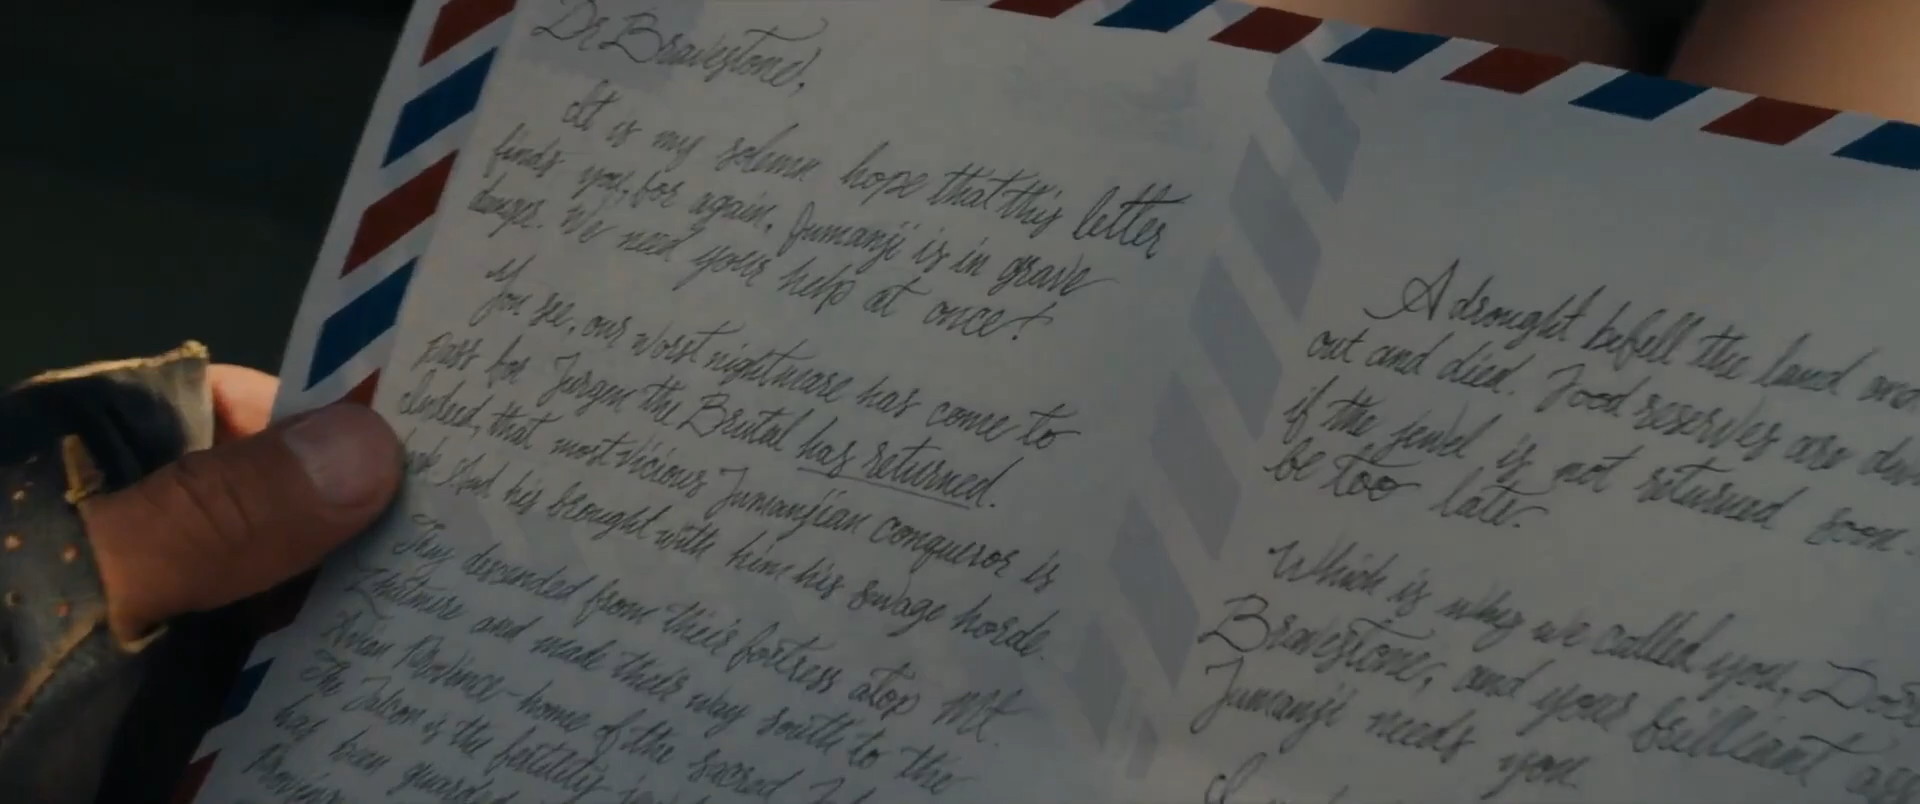 Dr Bravestone,
It is my solemn hope that this letter
finds you, for again, Jumanji is in grave
danger. We need your help at once!
You see, our worst nightmare has come to
pass for Jurgen the Brutal has returned.
Indeed, that most vicious Jumanjian conqueror is
And his brought with him his savage horde.
They descended from their fortress atop Mt.
Zhatmire and made their way south to the
Avian Province - home of the sacred
The Falcon is the fertility
has been guarded
A drought befell the land and
out and died. Food reserves are
if the jewel is not returned soon
be too late.
Which is why we called you,
Bravestone, and your brilliant
Jumanji needs you